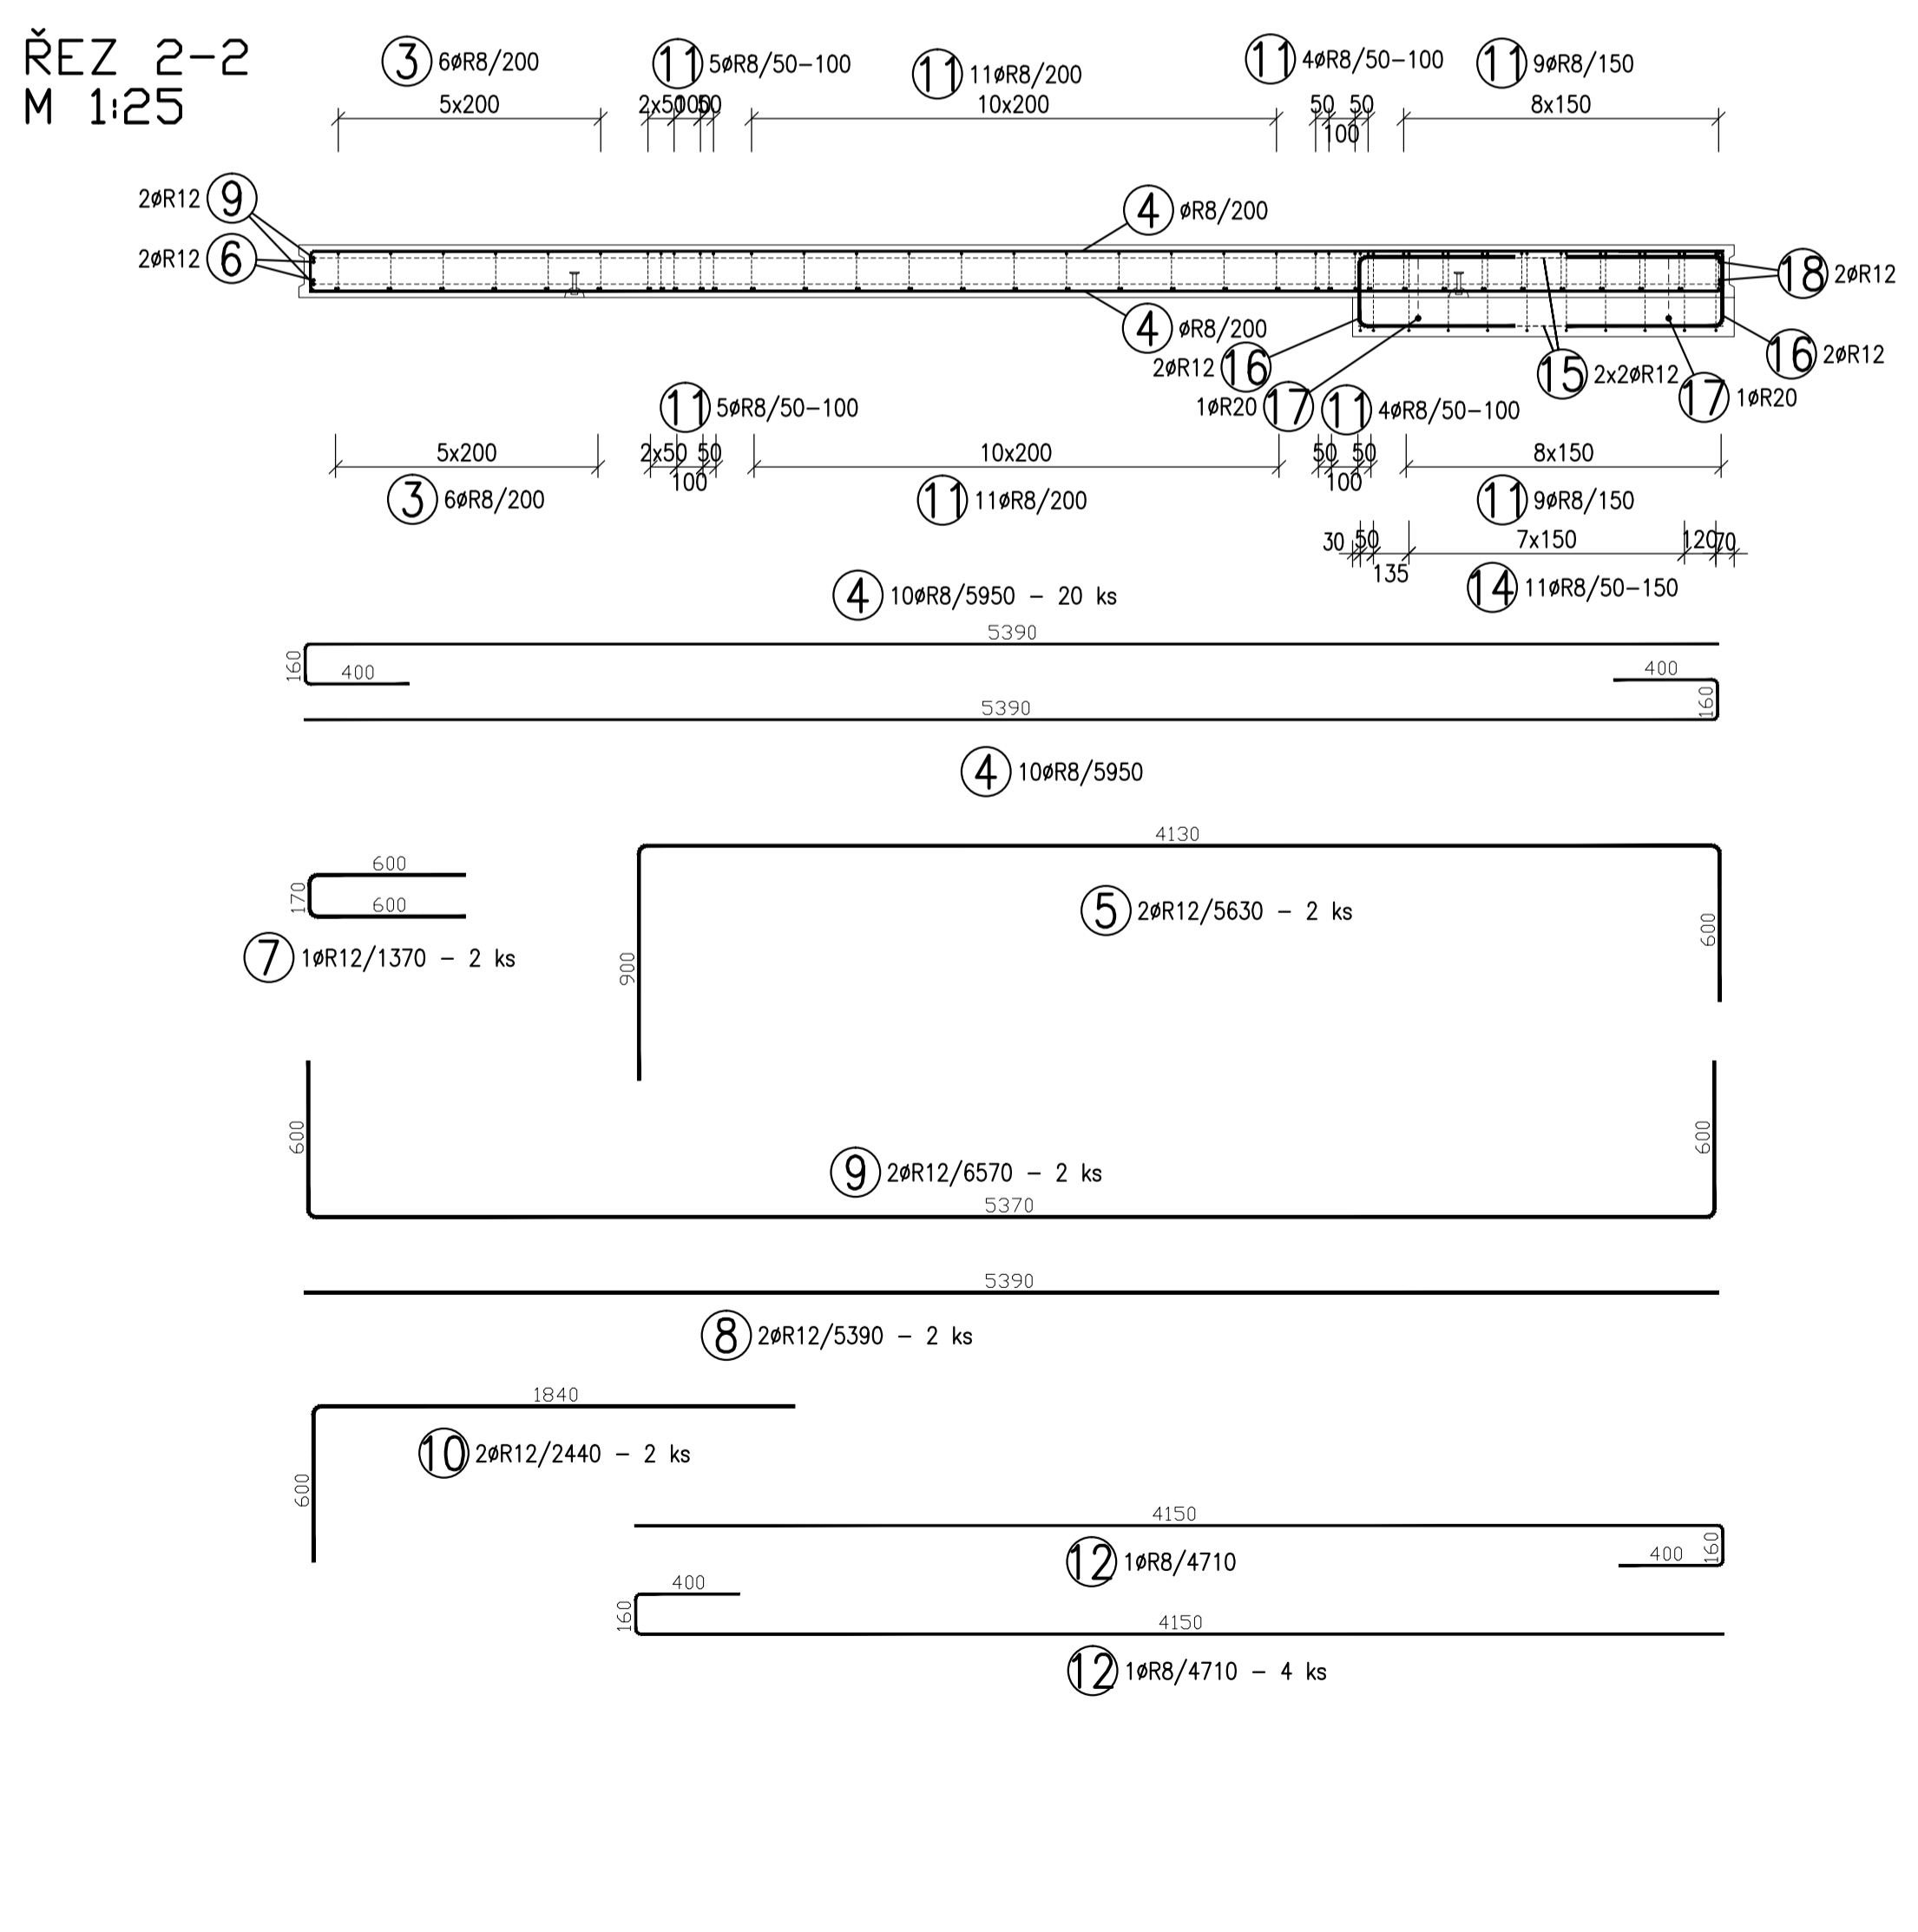 ŘEZ 2-2
M 1:25
3 6øR8/200
11 5øR8/50-100
11 11øR8/200
11 4øR8/50-100
11 9øR8/150
5x200
2x50
100
50
10x200
50
50
100
8x150
2øR12 9
2øR12 6
4 øR8/200
4 øR8/200
18 2øR12
2øR12 16
15 2x2øR12
16 2øR12
1øR20 17
17 1øR20
11 5øR8/50-100
11 4øR8/50-100
5x200
2x50
50
100
10x200
50
50
100
8x150
3 6øR8/200
11 11øR8/200
11 9øR8/150
30
50
135
7x150
120
70
14 11øR8/50-150
4 10øR8/5950 - 20 ks
5390
160
400
400
160
5390
4 10øR8/5950
4130
600
170
600
5 2øR12/5630 - 2 ks
600
7 1øR12/1370 - 2 ks
900
600
600
9 2øR12/6570 - 2 ks
5370
5390
8 2øR12/5390 - 2 ks
1840
10 2øR12/2440 - 2 ks
600
4150
12 1øR8/4710
400
160
400
160
4150
12 1øR8/4710 - 4 ks